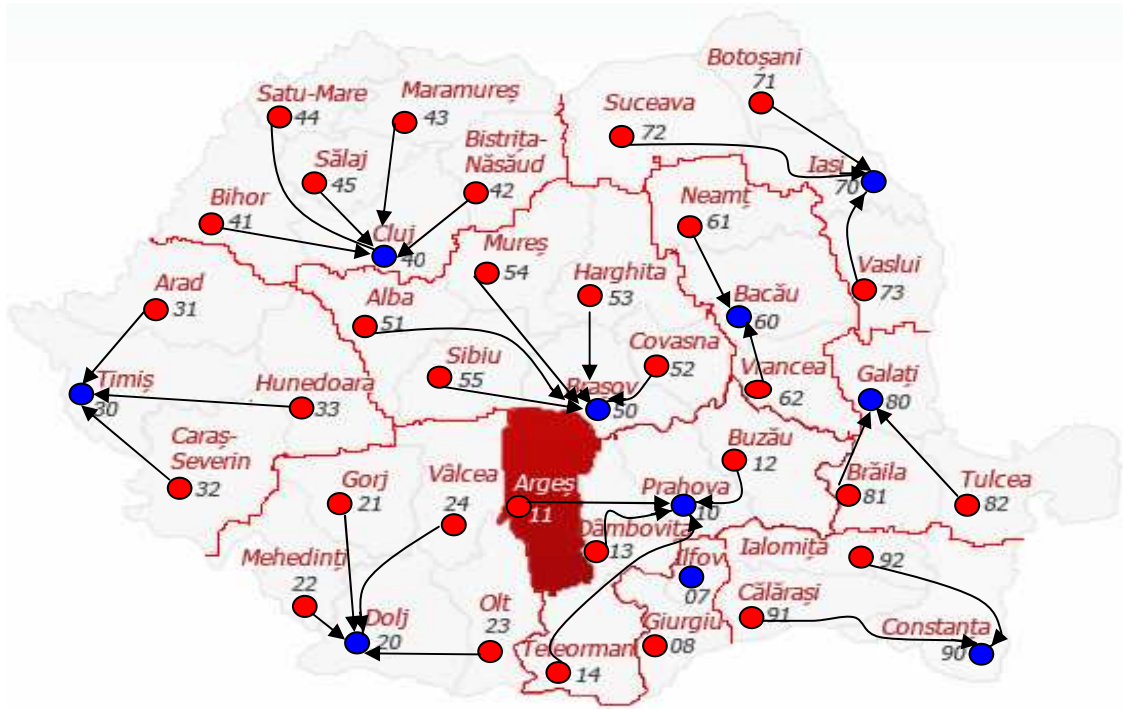 Botoșani
71
Satu-Mare
44
Maramureș
43
Suceava
72
Bistrița-
Năsăud
42
Sălaj
45
Iași
70
Bihor
41
Neamț
61
Cluj
40
Mureș
54
Harghita
53
Vaslui
73
Arad
31
Alba
51
Bacău
60
Sibiu
55
Covasna
52
Vrancea
62
Galați
80
Timiș
30
Hunedoara
33
Brașov
50
Caraș-
Severin
32
Buzău
12
Gorj
21
Vâlcea
24
Argeș
11
Prahova
10
Brăila
81
Tulcea
82
Dâmbovița
13
Mehedinți
22
Ilfov
07
Ialomița
92
Călărași
91
Dolj
20
Olt
23
Giurgiu
08
Constanța
90
Teleorman
14